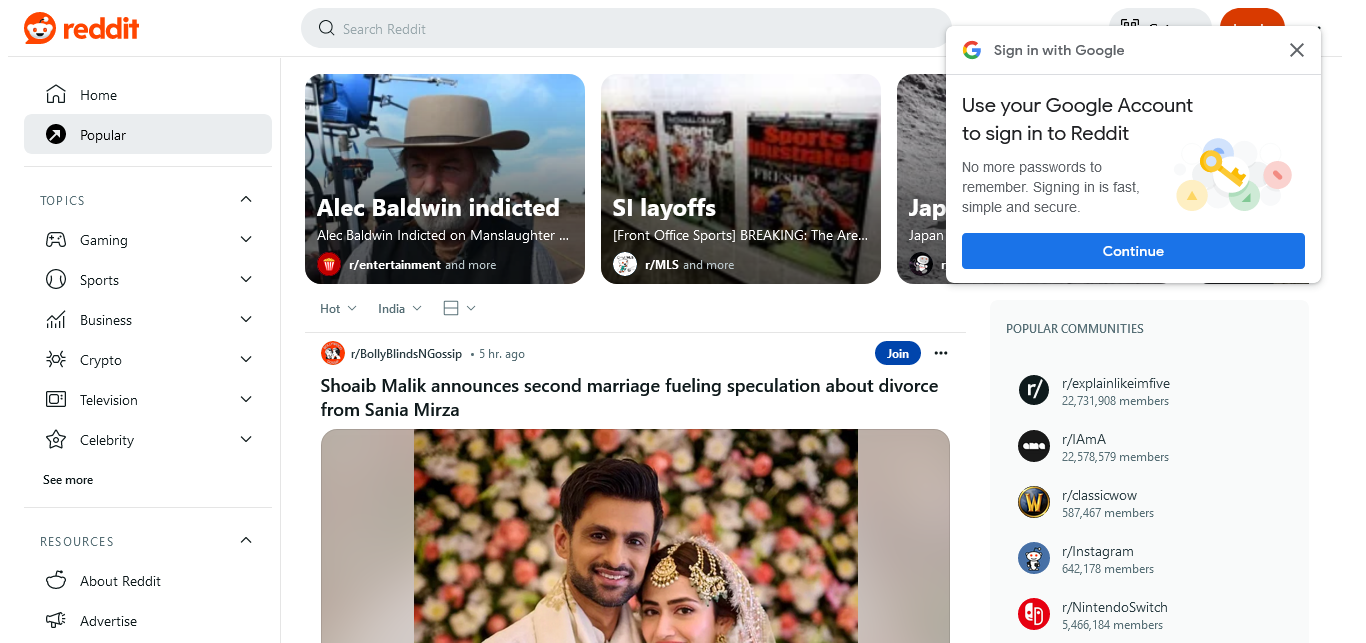 reddit
Search Reddit
Home
Popular
TOPICS
Gaming
Sports
Business
Crypto
Television
Celebrity
See more
RESOURCES
About Reddit
Advertise
Alec Baldwin indicted
Alec Baldwin Indicted on Manslaughter ...
r/entertainment and more
Sports Illustrated
SI layoffs
[Front Office Sports] BREAKING: The Are...
r/MLS and more
Jap
Japan
Sign in with Google
Use your Google Account
to sign in to Reddit
No more passwords to
remember. Signing in is fast,
simple and secure.
Continue
Hot
India
r/BollyBlindsNGossip • 5 hr. ago
Join
Shoaib Malik announces second marriage fueling speculation about divorce
from Sania Mirza
POPULAR COMMUNITIES
r/
r/explainlikeimfive
22,731,908 members
ama
r/IAmA
22,578,579 members
W
r/classicwow
587,467 members
r/Instagram
642,178 members
r/NintendoSwitch
5,466,184 members